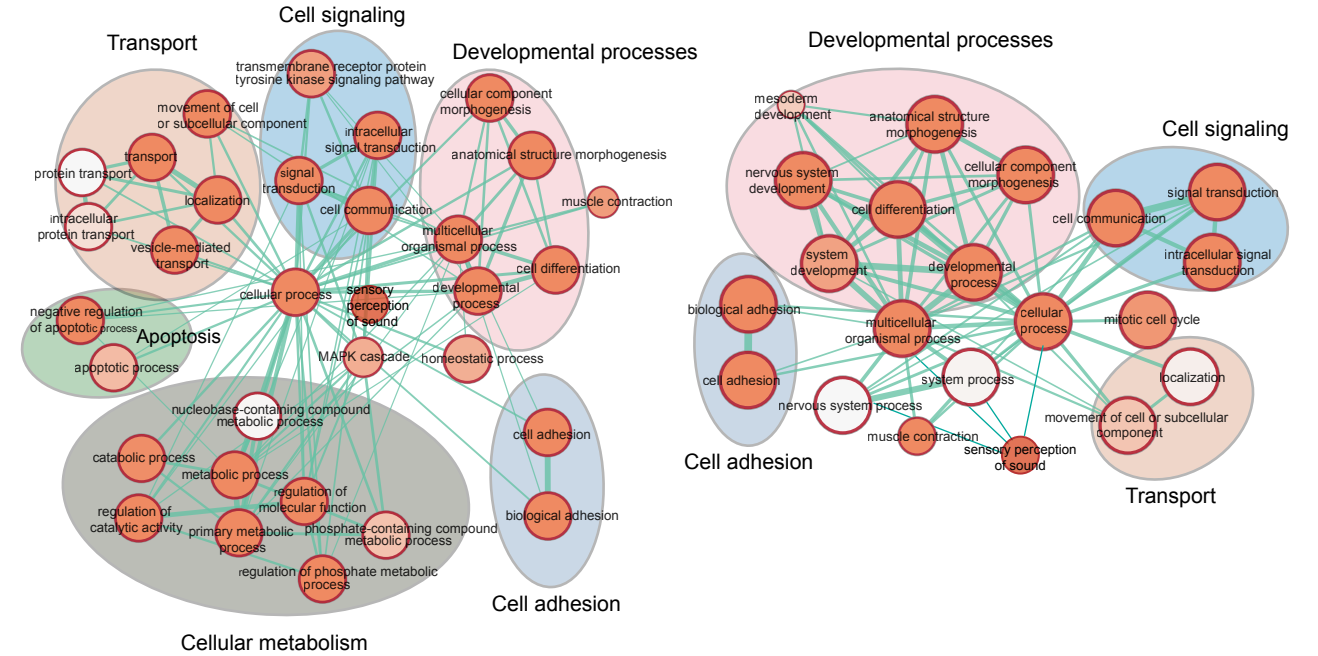 Cell signaling
Transport
Developmental processes
transmembrane receptor protein
tyrosine kinase signaling pathway
movement of cell
or subcellular component
cellular component
morphogenesis
intracellular
signal transduction
transport
anatomical structure morphogenesis
protein transport
signal
transduction
localization
muscle contraction
cell communication
intracellular
protein transport
multicellular
organismal process
vesicle-mediated
transport
cell differentiation
cellular process
developmental
process
sensory
perception
of sound
negative regulation
of apoptotic process
Apoptosis
MAPK cascade
homeostatic process
apoptotic process
nucleobase-containing compound
metabolic process
cell adhesion
catabolic process
metabolic process
regulation of
molecular function
regulation of
catalytic activity
primary metabolic
process
phosphate-containing compound
metabolic process
biological adhesion
regulation of phosphate metabolic
process
Cell adhesion
Cellular metabolism
Developmental processes
mesoderm
development
anatomical structure
morphogenesis
Cell signaling
nervous system
development
cellular component
morphogenesis
signal transduction
cell differentiation
cell communication
system
development
developmental
process
intracellular signal
transduction
biological adhesion
multicellular
organismal process
cellular
process
mitotic cell cycle
cell adhesion
system process
localization
nervous system process
movement of cell or subcellular
component
muscle contraction
sensory perception
of sound
Cell adhesion
Transport